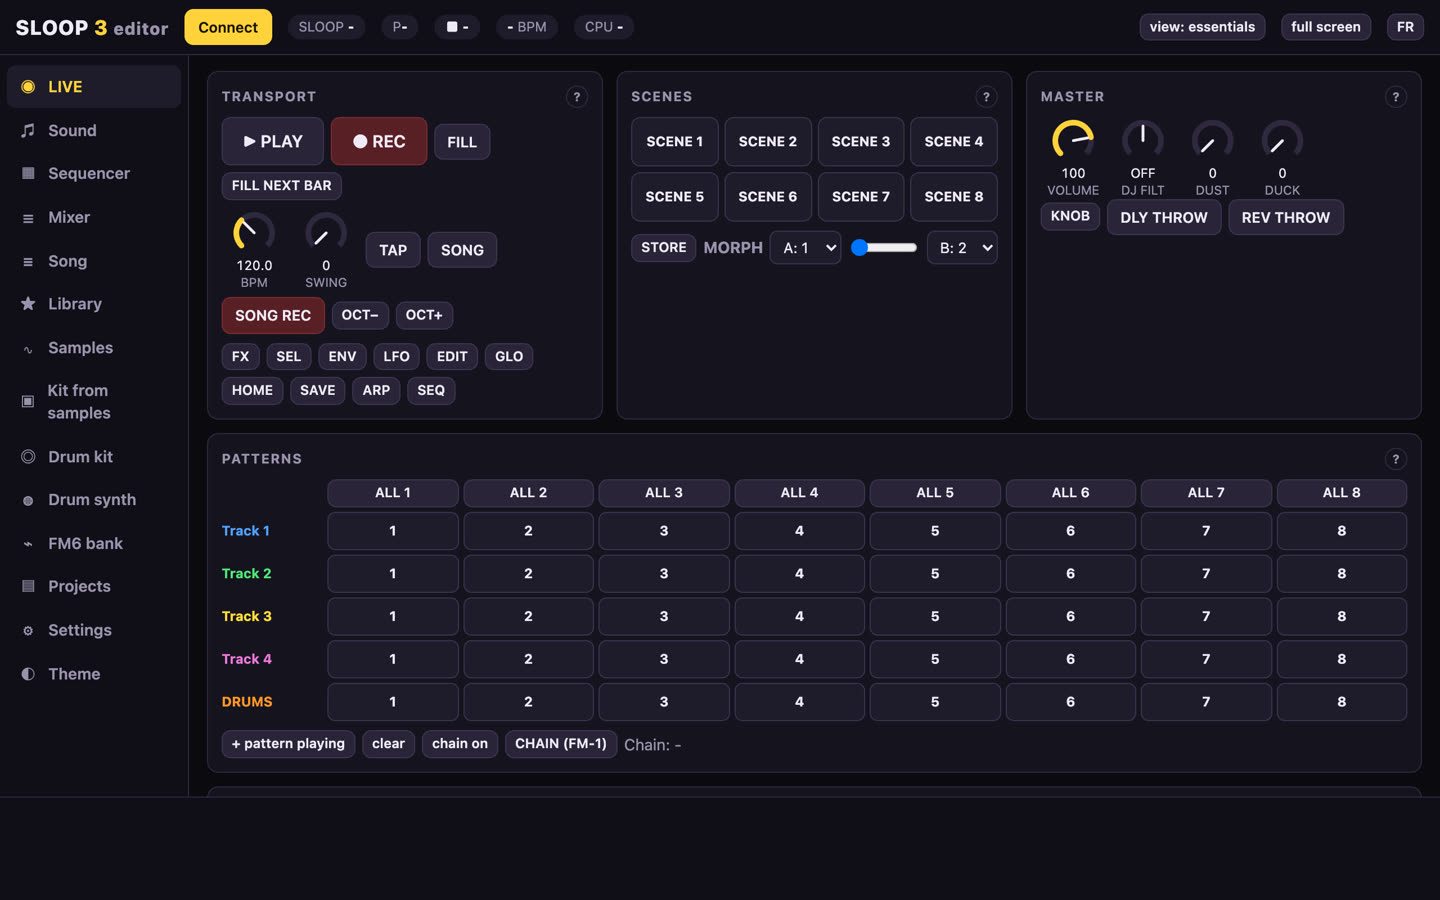 SLOOP 3 editor Connect SLOOP - P- - - BPM CPU - view: essentials full screen FR
LIVE
Sound
Sequencer
Mixer
Song
Library
Samples
Kit from
samples
Drum kit
Drum synth
FM6 bank
Projects
Settings
Theme
TRANSPORT ?
PLAY REC FILL
FILL NEXT BAR
120.0 0 TAP SONG
BPM SWING
SONG REC OCT− OCT+
FX SEL ENV LFO EDIT GLO
HOME SAVE ARP SEQ
SCENES ?
SCENE 1 SCENE 2 SCENE 3 SCENE 4
SCENE 5 SCENE 6 SCENE 7 SCENE 8
STORE MORPH A: 1 B: 2
MASTER ?
100 OFF 0 0
VOLUME DJ FILT DUST DUCK
KNOB DLY THROW REV THROW
PATTERNS ?
ALL 1 ALL 2 ALL 3 ALL 4 ALL 5 ALL 6 ALL 7 ALL 8
Track 1 1 2 3 4 5 6 7 8
Track 2 1 2 3 4 5 6 7 8
Track 3 1 2 3 4 5 6 7 8
Track 4 1 2 3 4 5 6 7 8
DRUMS 1 2 3 4 5 6 7 8
+ pattern playing clear chain on CHAIN (FM-1) Chain: -